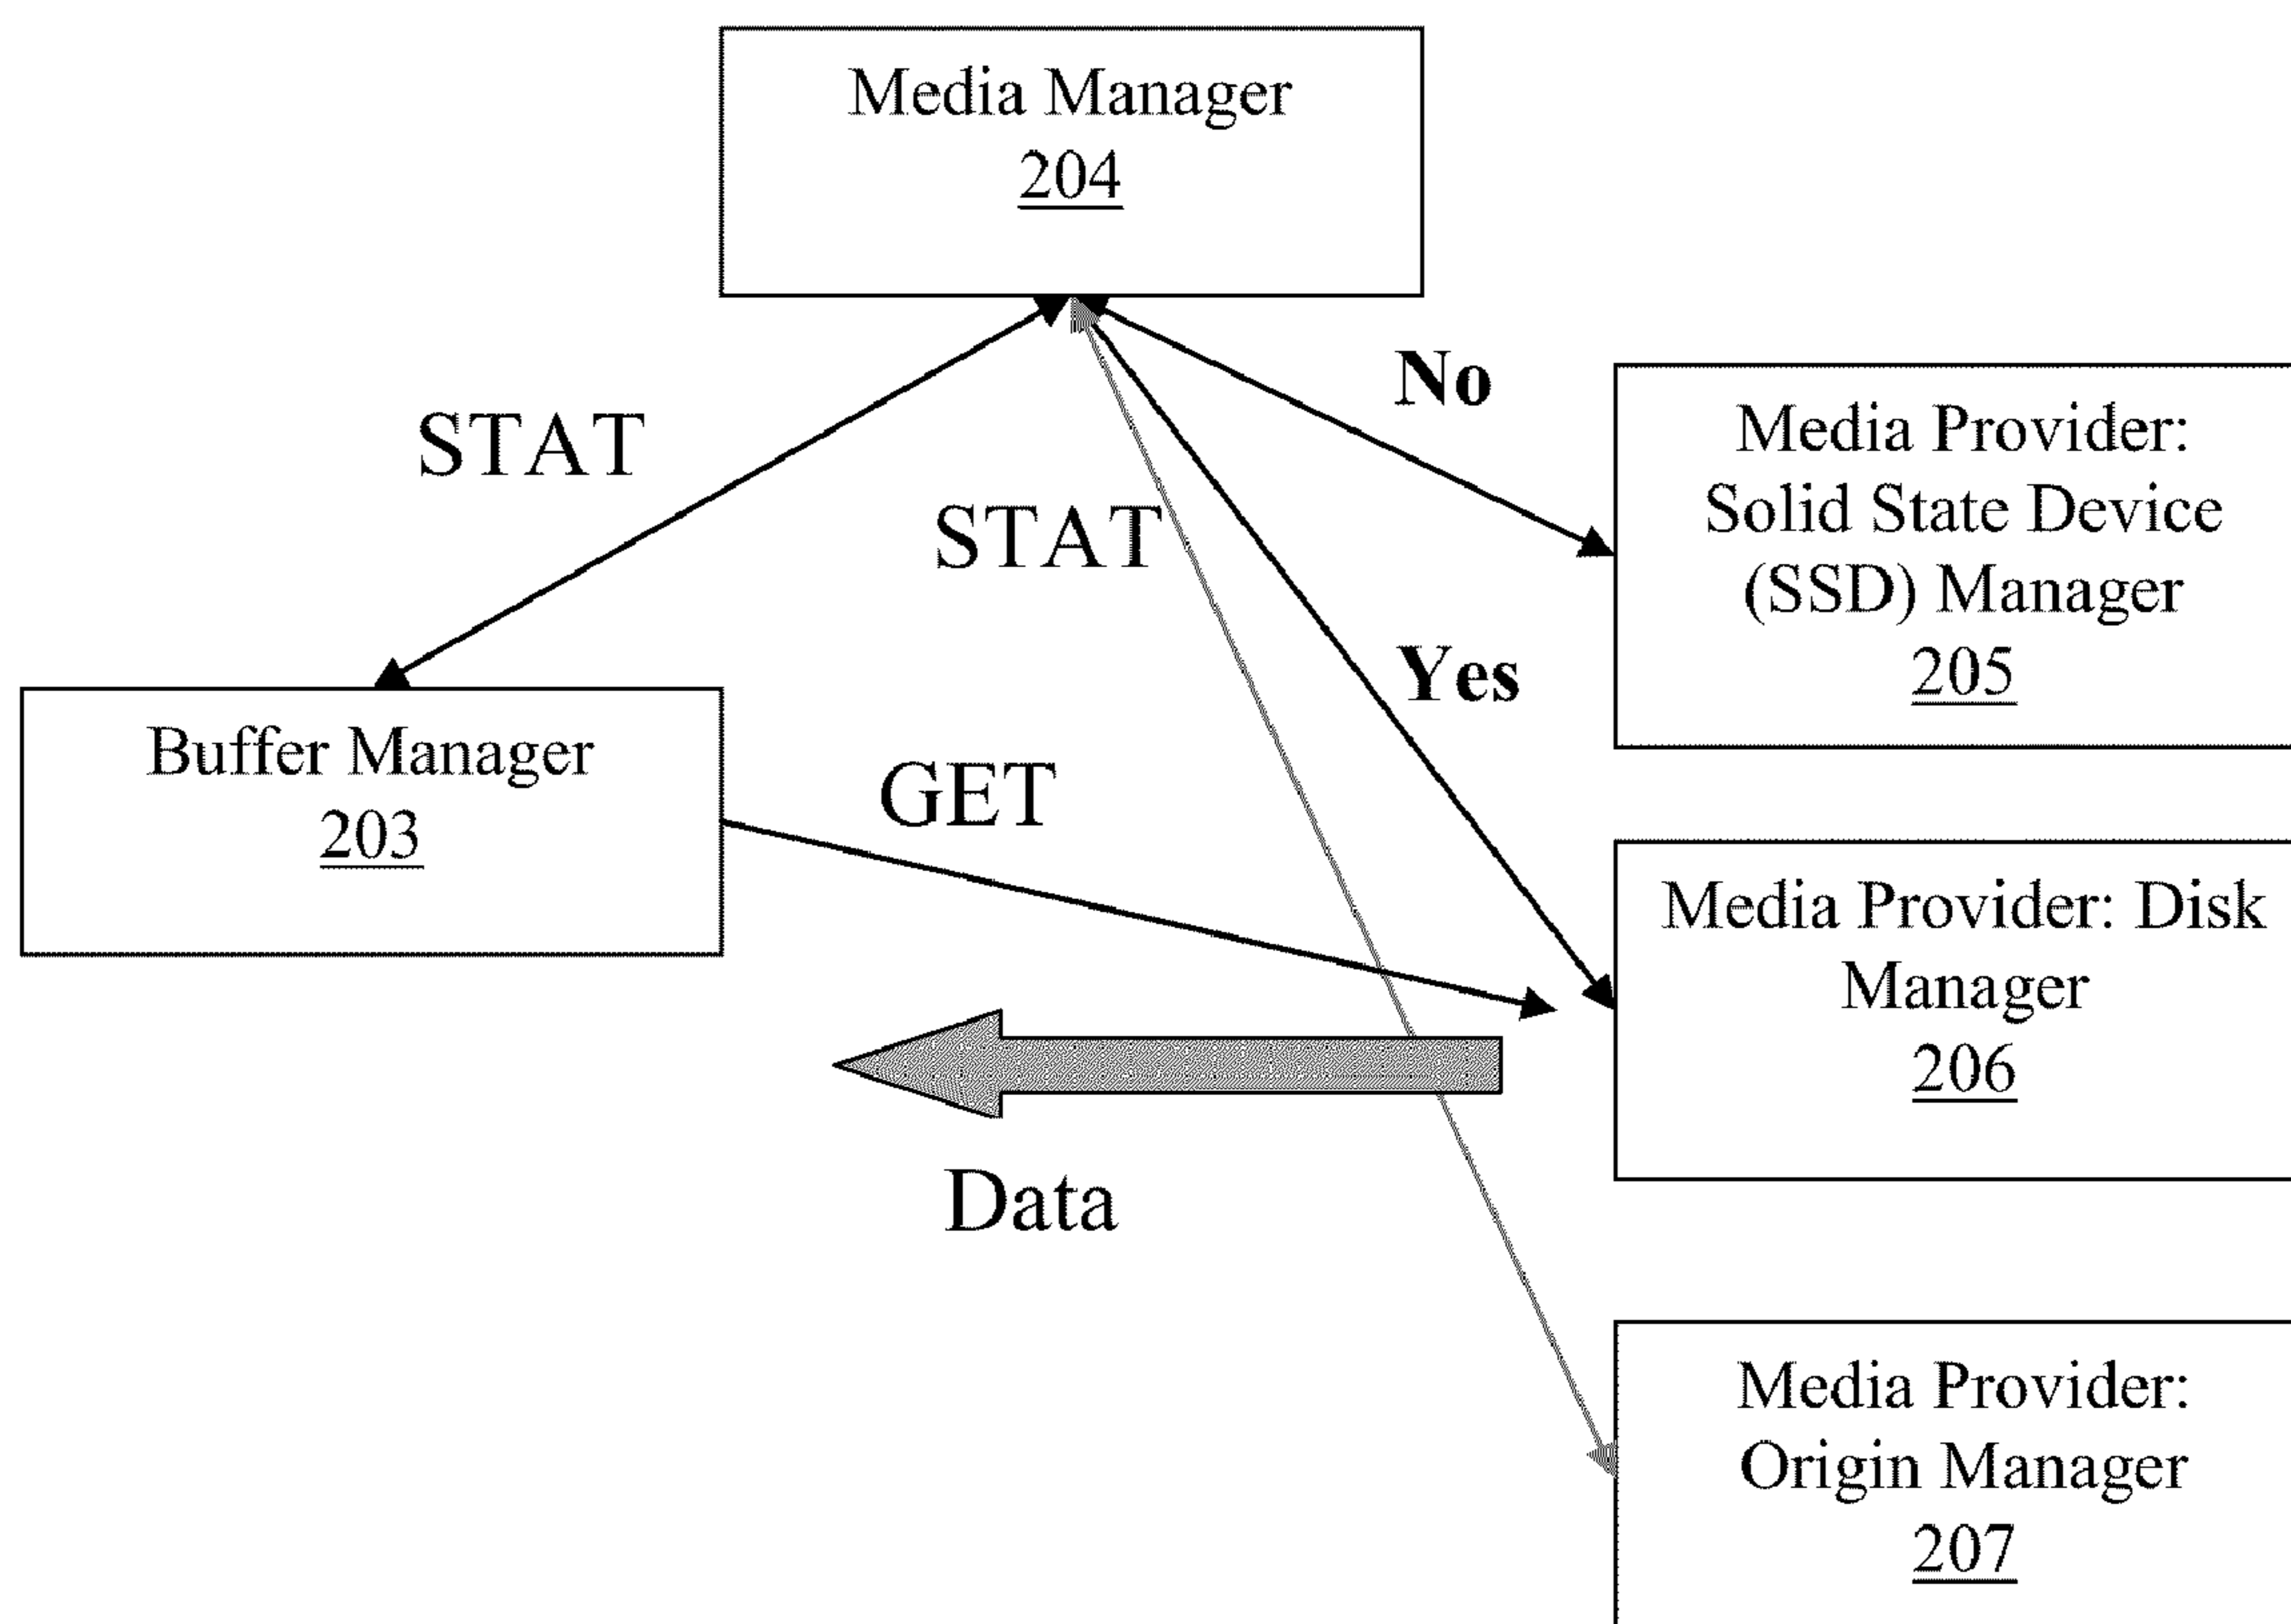 Media Manager
204
No
STAT
Media Provider:
Solid State Device
(SSD) Manager
205
STAT
Yes
Buffer Manager
203
GET
Media Provider: Disk
Manager
206
Data
Media Provider:
Origin Manager
207